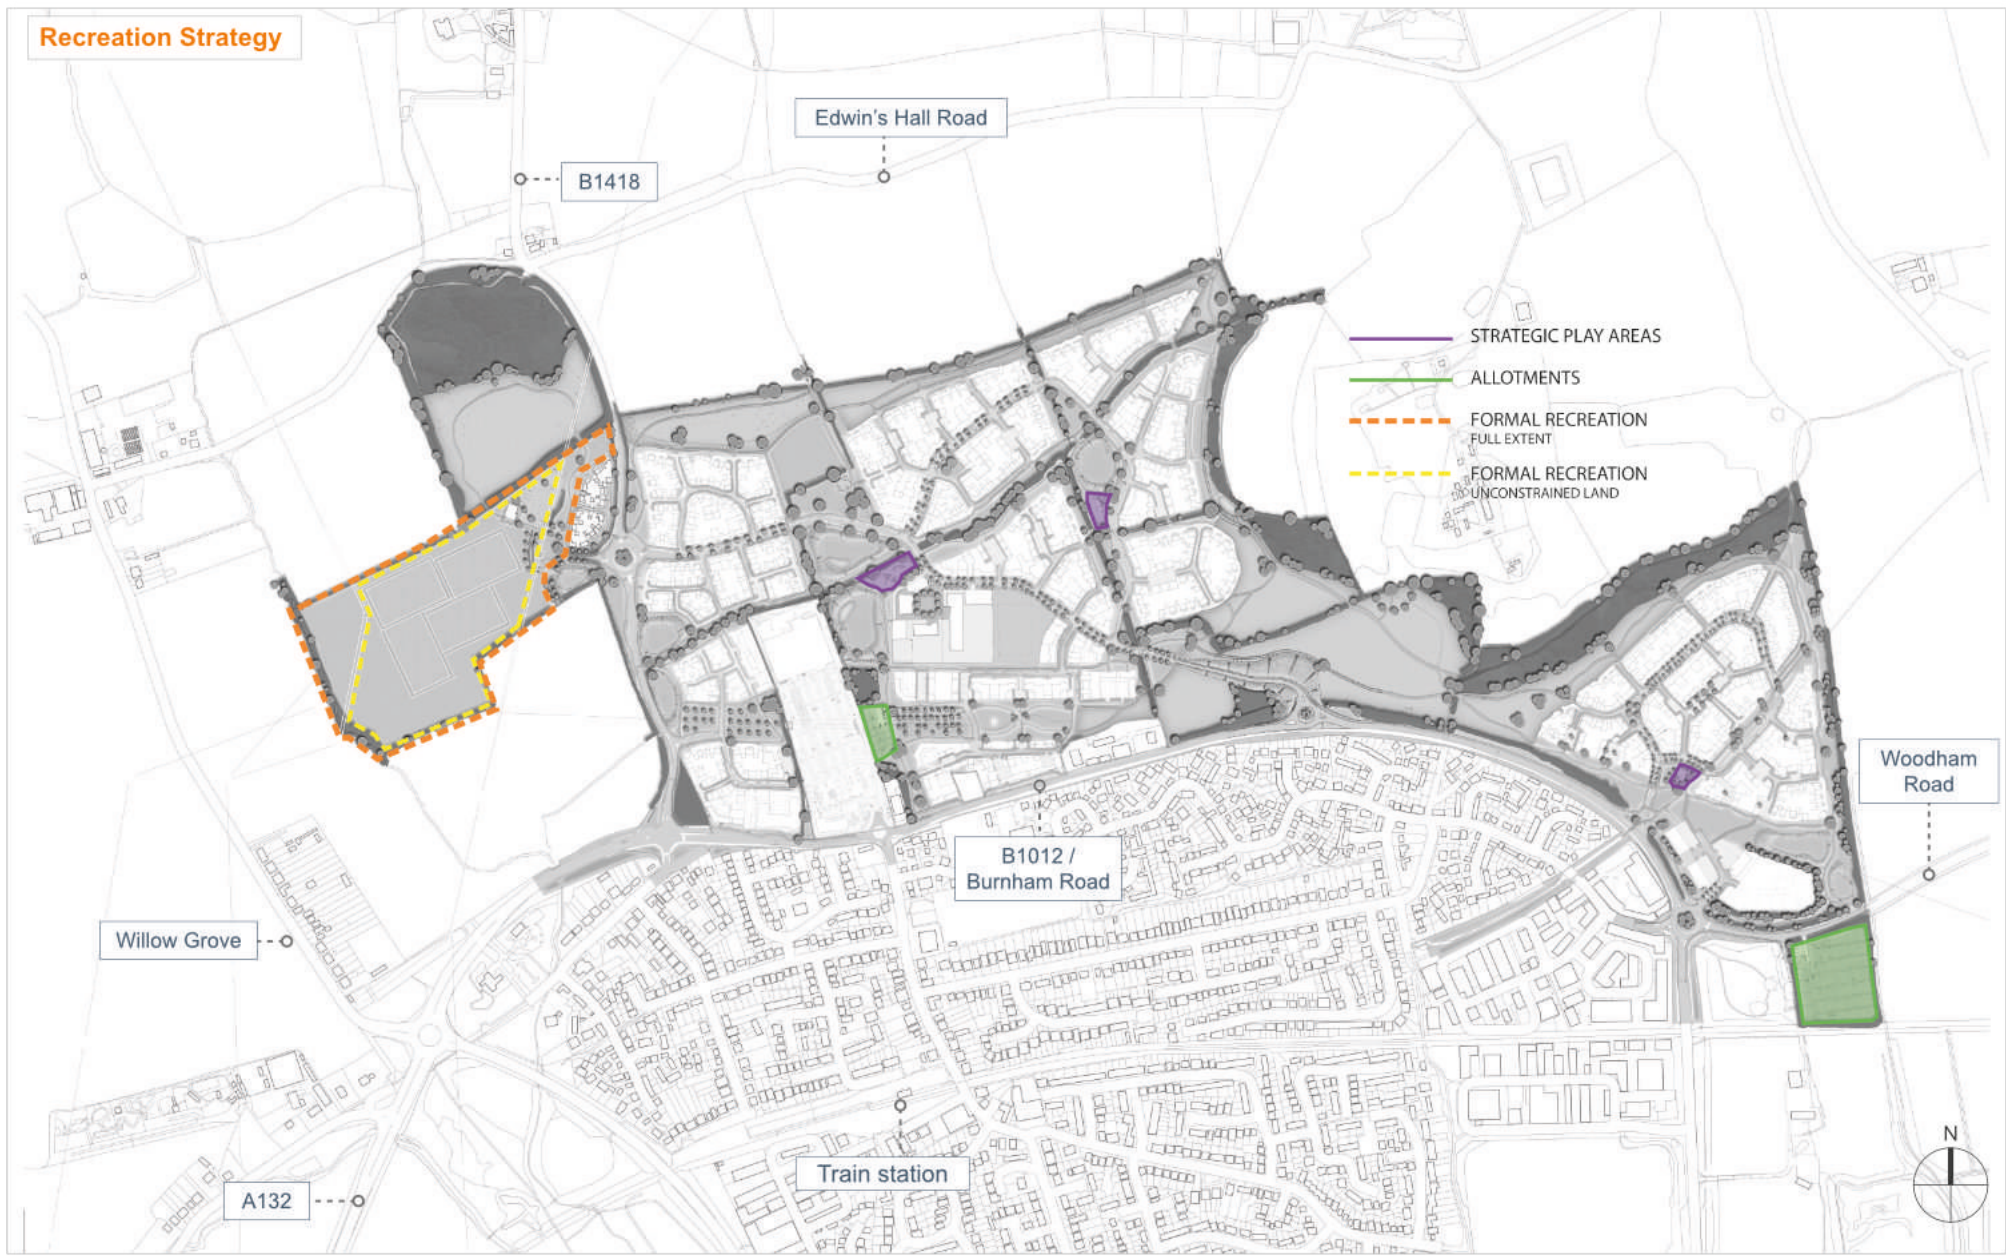 Recreation Strategy
Edwin's Hall Road
B1418
STRATEGIC PLAY AREAS
ALLOTMENTS
FORMAL RECREATION
FULL EXTENT
FORMAL RECREATION
UNCONSTRAINED LAND
Woodham
Road
B1012 /
Burnham Road
Willow Grove
Train station
A132
N